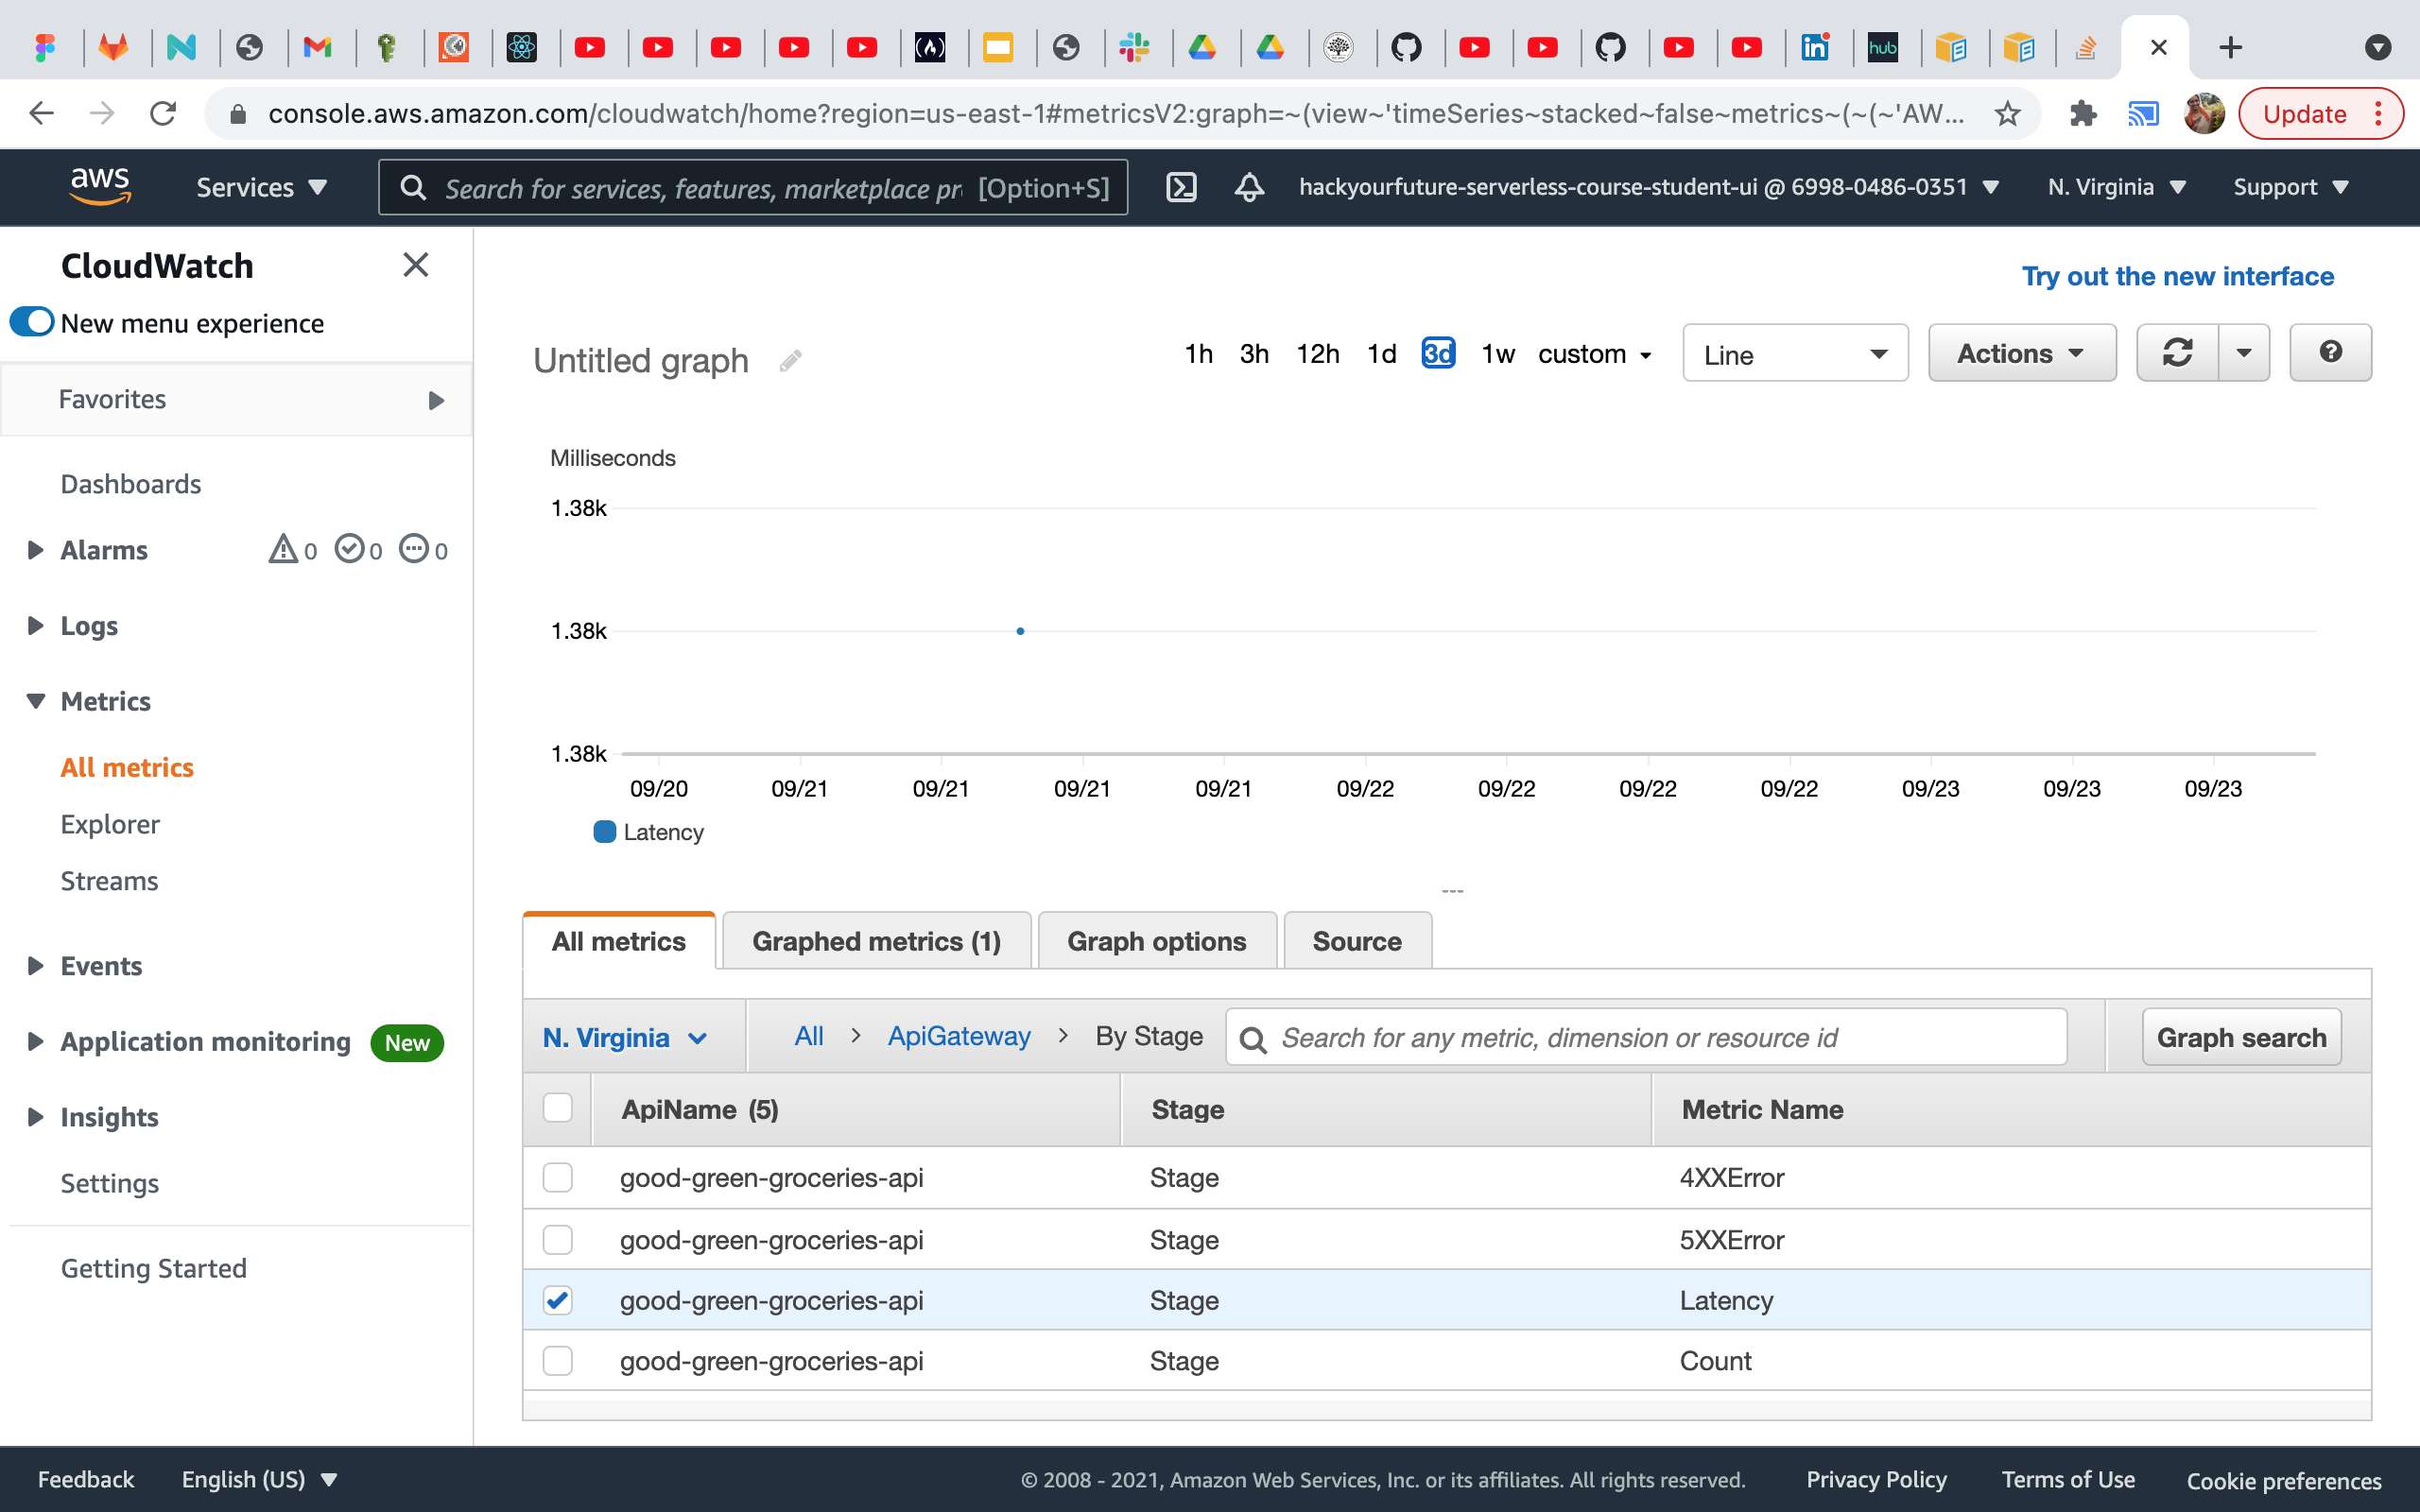 hub
console.aws.amazon.com/cloudwatch/home?region=us-east-1#metricsV2:graph=~(view~'timeSeries~stacked~false~metrics~(~(~'AW...
Update
aws
Services
Search for services, features, marketplace pr
[Option+S]
hackyourfuture-serverless-course-student-ui @ 6998-0486-0351
N. Virginia
Support
CloudWatch
New menu experience
Favorites
Dashboards
Alarms
0
0
0
Logs
Metrics
All metrics
Explorer
Streams
Events
Application monitoring
New
Insights
Settings
Getting Started
Try out the new interface
Untitled graph
1h 3h 12h 1d 3d 1w custom
Line
Actions
Milliseconds
1.38k
1.38k
1.38k
09/20 09/21 09/21 09/21 09/21 09/22 09/22 09/22 09/22 09/23 09/23 09/23
Latency
All metrics
Graphed metrics (1)
Graph options
Source
N. Virginia
All > ApiGateway > By Stage
Search for any metric, dimension or resource id
Graph search
ApiName (5) Stage Metric Name
good-green-groceries-api Stage 4XXError
good-green-groceries-api Stage 5XXError
good-green-groceries-api Stage Latency
good-green-groceries-api Stage Count
Feedback
English (US)
© 2008 - 2021, Amazon Web Services, Inc. or its affiliates. All rights reserved.
Privacy Policy
Terms of Use
Cookie preferences